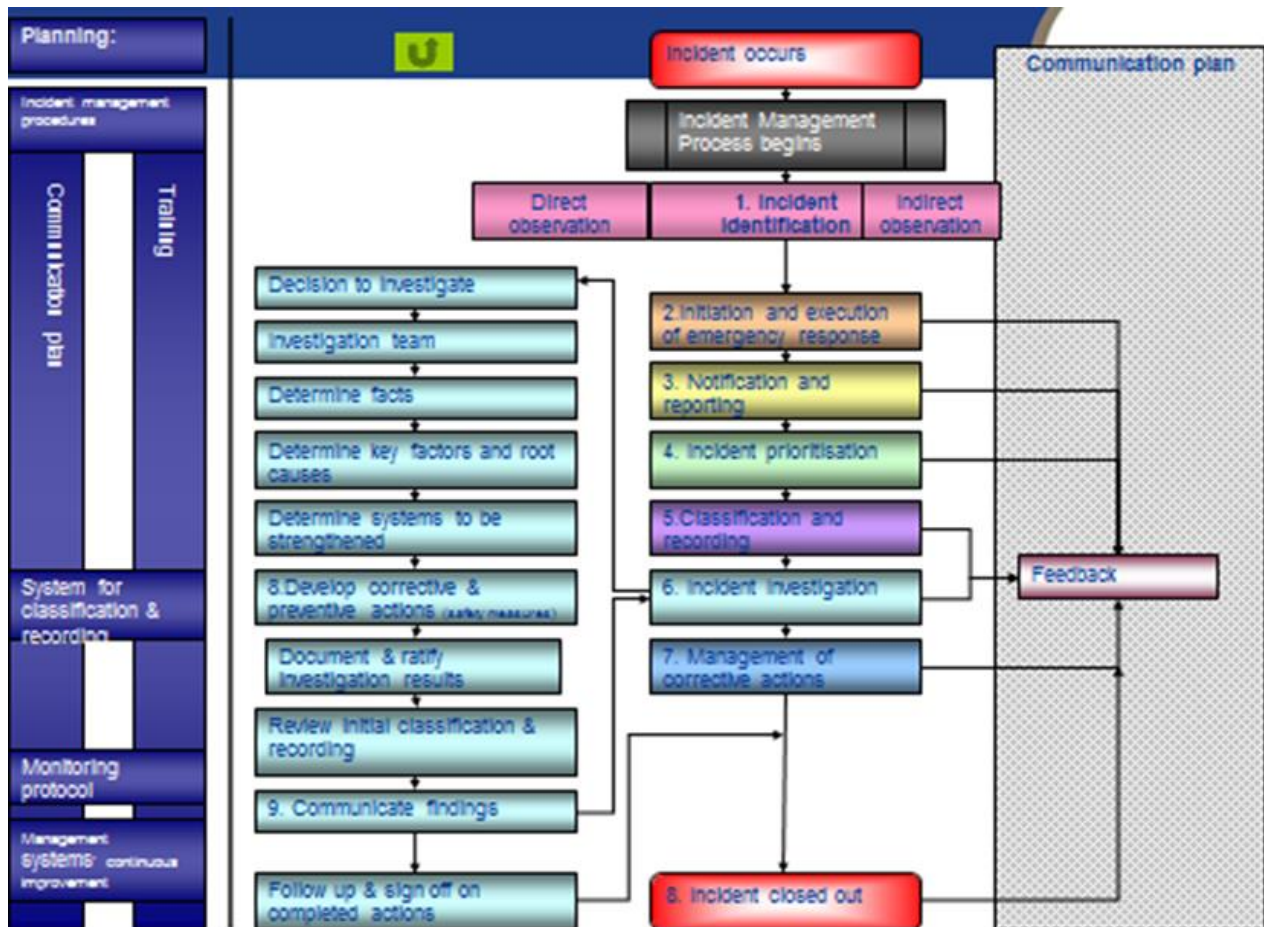 Planning:
Incident management
procedures
Communication plan
Training
System for
classification &
recording
Monitoring
protocol
Management
systems: continuous
improvement
Incident occurs
Incident Management
Process begins
Direct
observation
1. Incident
Identification
Indirect
observation
Decision to investigate
Investigation team
Determine facts
Determine key factors and root
causes
Determine systems to be
strengthened
8.Develop corrective &
preventive actions (safety measures)
Document & ratify
investigation results
Review initial classification &
recording
9. Communicate findings
Follow up & sign off on
completed actions
2.Initiation and execution
of emergency response
3. Notification and
reporting
4. Incident prioritisation
5.Classification and
recording
6. Incident investigation
7. Management of
corrective actions
8. Incident closed out
Communication plan
Feedback